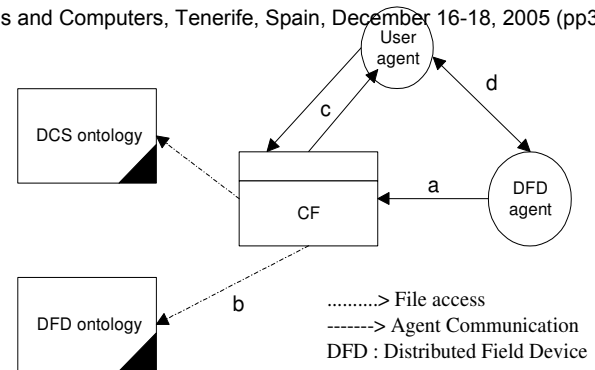 s and Computers, Tenerife, Spain, December 16-18, 2005 (pp3
User
agent
d
c
DCS ontology
a
DFD
agent
CF
b
DFD ontology
..........> File access
-------> Agent Communication
DFD : Distributed Field Device